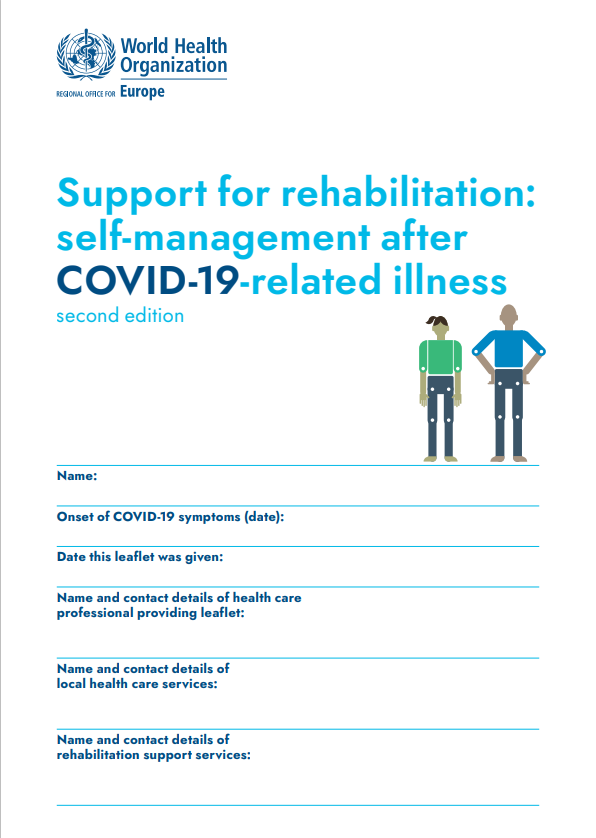 World Health
Organization
REGIONAL OFFICE FOR Europe
Support for rehabilitation:
self-management after
COVID-19-related illness
second edition
Name:
Onset of COVID-19 symptoms (date):
Date this leaflet was given:
Name and contact details of health care
professional providing leaflet:
Name and contact details of
local health care services:
Name and contact details of
rehabilitation support services: